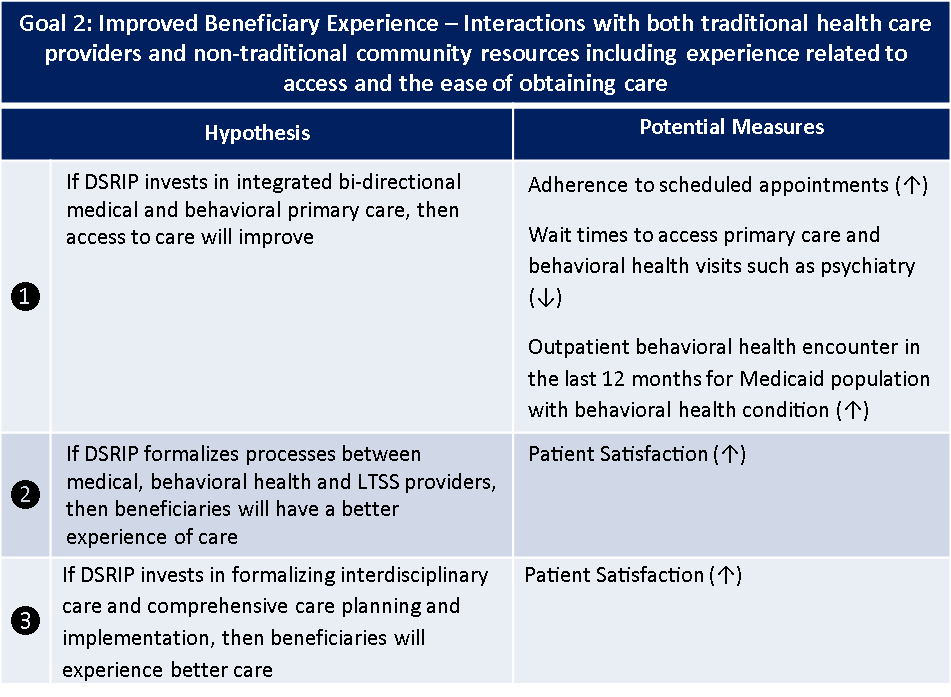 Goal 2: Improved Beneficiary Experience – Interactions with both traditional health care
providers and non-traditional community resources including experience related to
access and the ease of obtaining care
Hypothesis
Potential Measures
1
If DSRIP invests in integrated bi-directional
medical and behavioral primary care, then
access to care will improve
Adherence to scheduled appointments (↑)
Wait times to access primary care and
behavioral health visits such as psychiatry
(↓)
Outpatient behavioral health encounter in
the last 12 months for Medicaid population
with behavioral health condition (↑)
2
If DSRIP formalizes processes between
medical, behavioral health and LTSS providers,
then beneficiaries will have a better
experience of care
Patient Satisfaction (↑)
3
If DSRIP invests in formalizing interdisciplinary
care and comprehensive care planning and
implementation, then beneficiaries will
experience better care
Patient Satisfaction (↑)